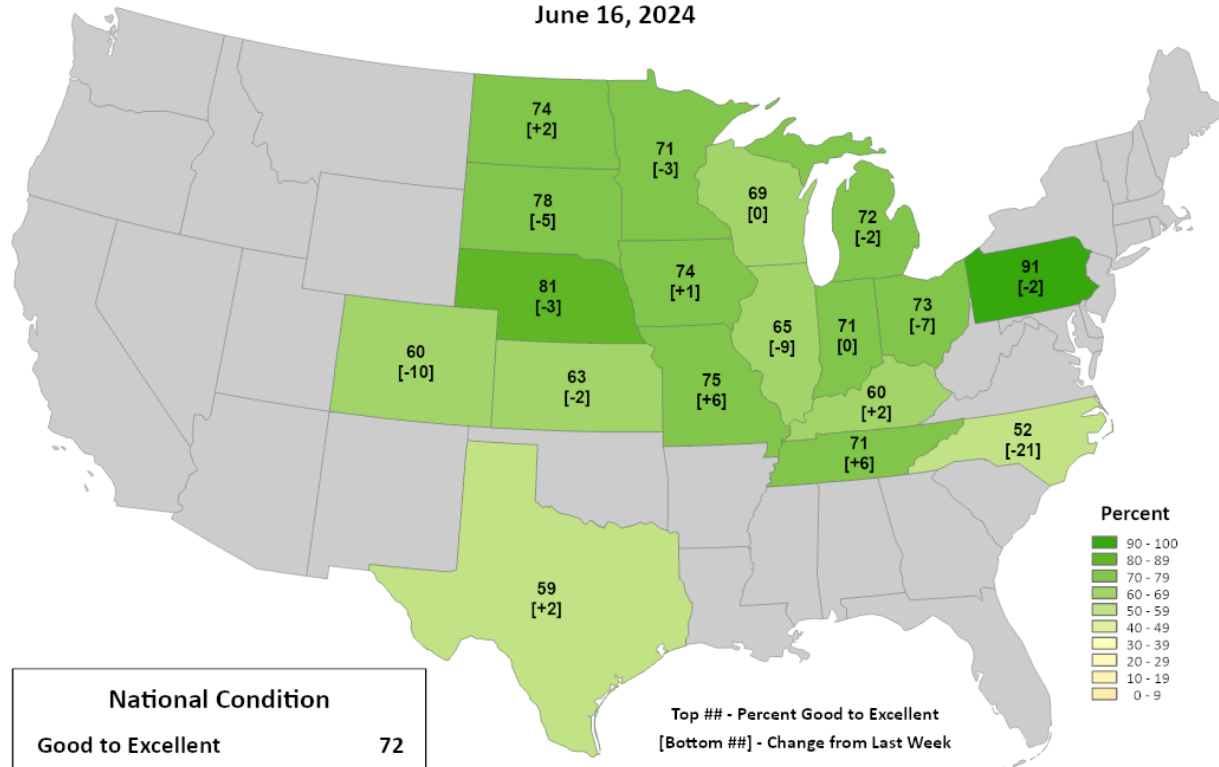 June 16, 2024
74
[+2]
71
[-3]
69
[0]
78
[-5]
72
[-2]
91
[-2]
74
[+1]
81
[-3]
73
[-7]
65
[-9]
71
[0]
60
[-10]
63
[-2]
75
[+6]
60
[+2]
52
[-21]
71
[+6]
59
[+2]
Percent
90 - 100
80 - 89
70 - 79
60 - 69
50 - 59
40 - 49
30 - 39
20 - 29
10 - 19
0 - 9
National Condition
Good to Excellent 72
Top ## - Percent Good to Excellent
[Bottom ##] - Change from Last Week